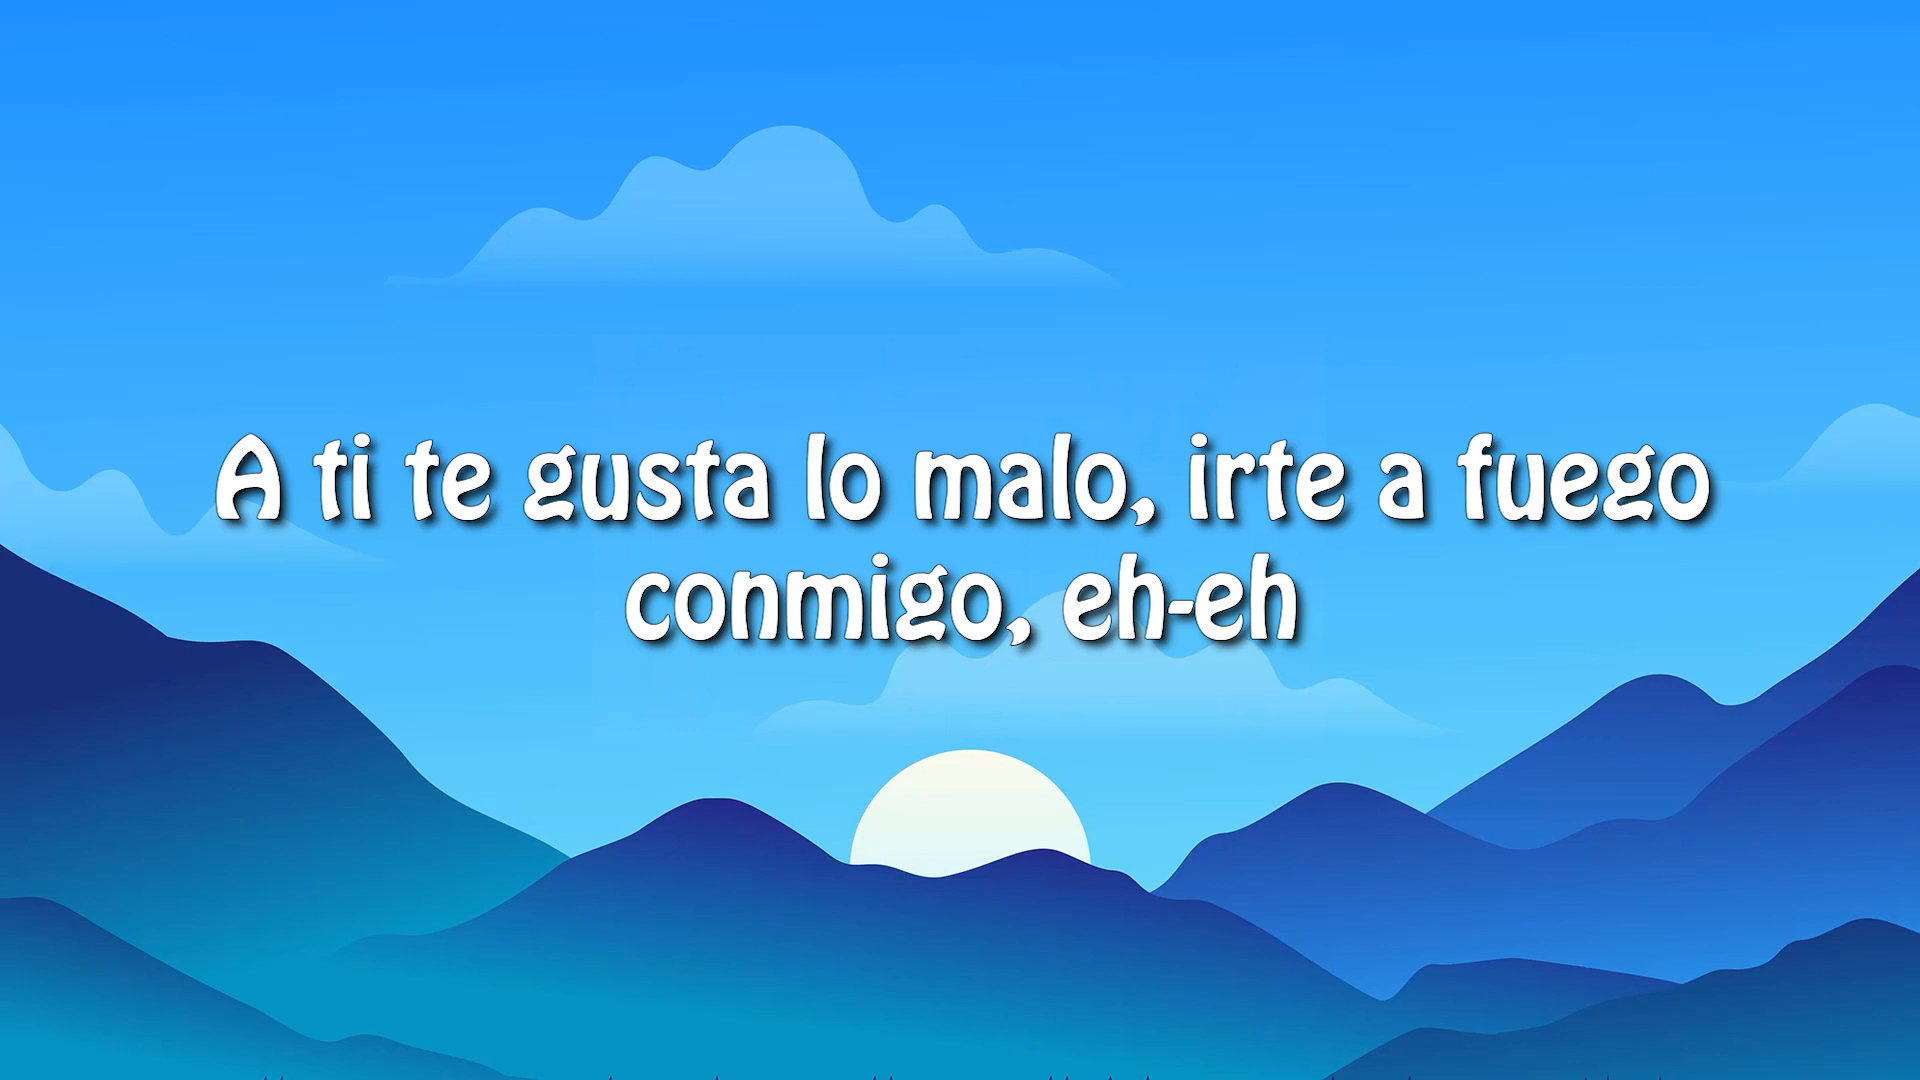 A ti te gusta lo malo, irte a fuego
conmigo, eh-eh